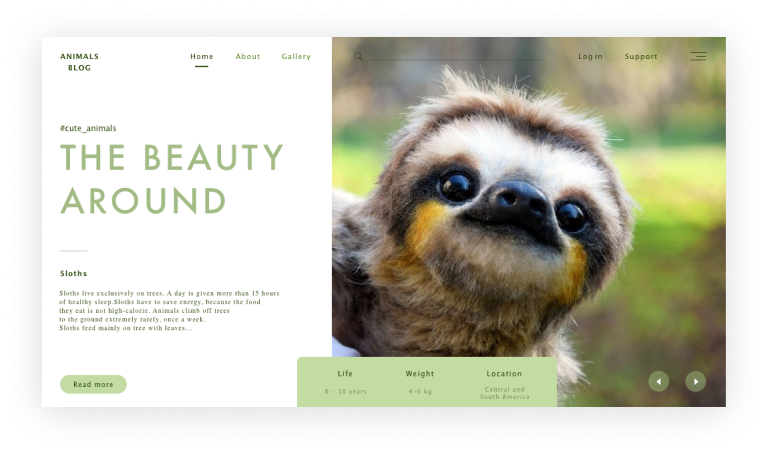 ANIMALS
BLOG
Home About Gallery
Log in Support
#cute_animals
THE BEAUTY
AROUND
Sloths
Sloths live exclusively on trees. A day is given more than 15 hours
of healthy sleep.Sloths have to save energy, because the food
they eat is not high-calorie. Animals climb off ttees
to the ground extremely rarely, once a week.
Sloths feed mainly on tree with leaves...
Read more
Life Weight Location
8 - 10 years 4-6 kg Central and
South America